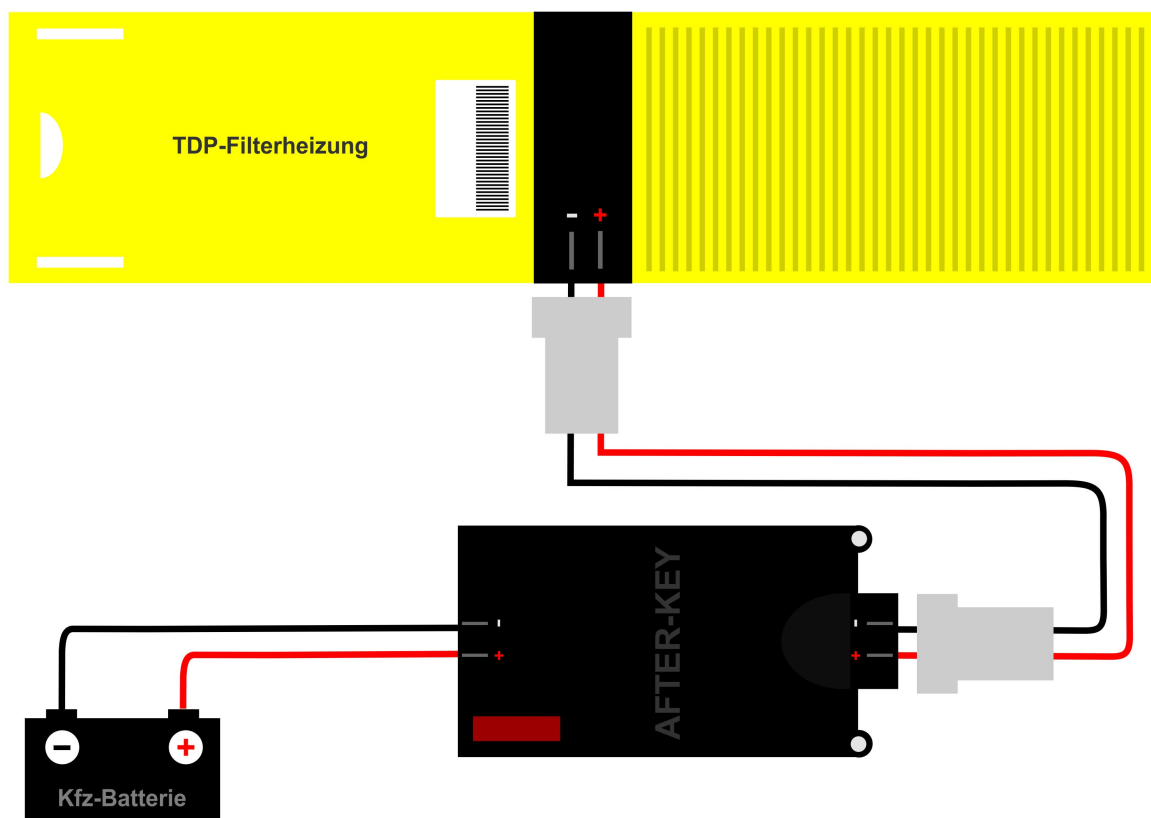 TDP-Filterheizung
- +
AFTER-KEY
-
+
-
+
- +
Kfz-Batterie